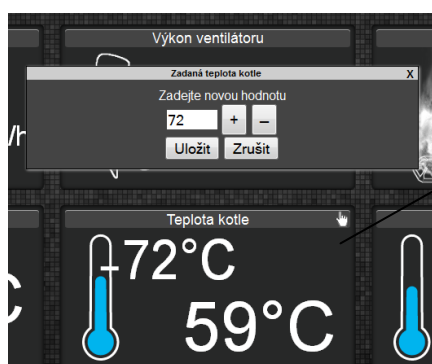 Výkon ventilátoru
Zadaná teplota kotle X
Zadejte novou hodnotu
72 + –
Uložit Zrušit
/h
Teplota kotle
72°C
59°C
C